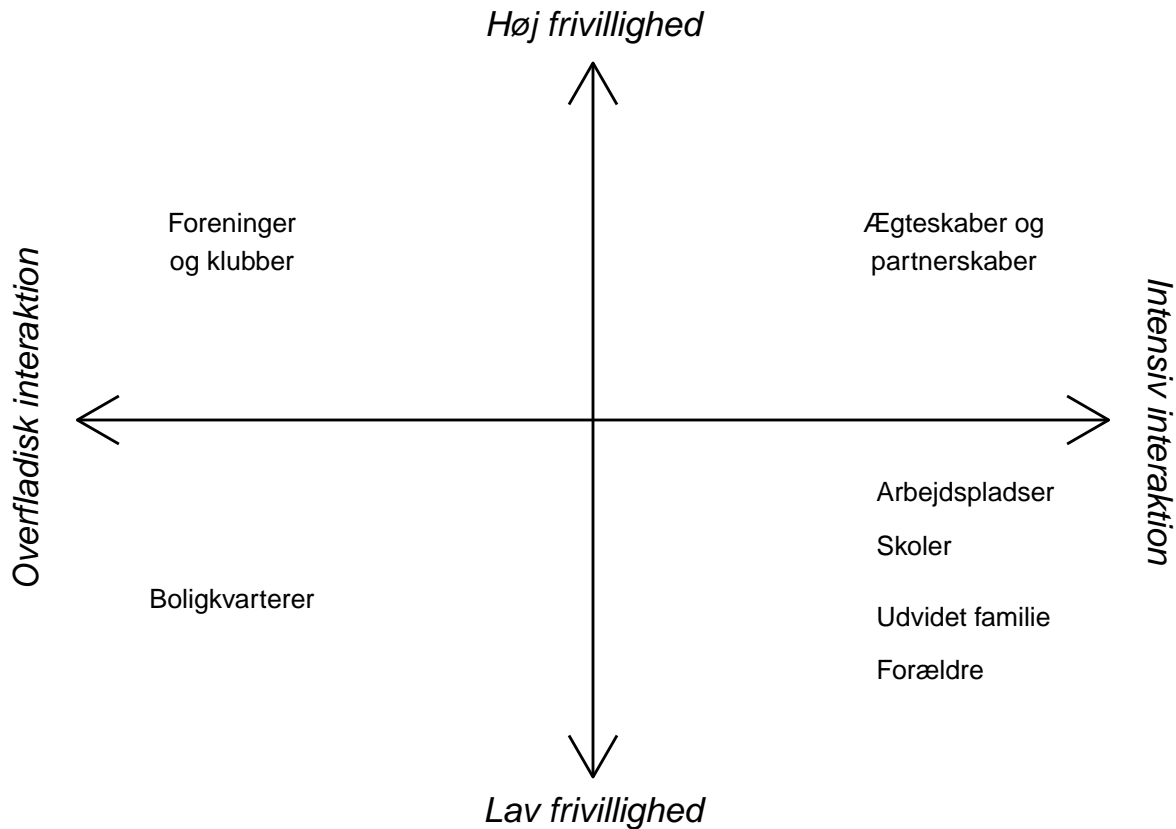 Høj frivillighed
Foreninger
og klubber
Ægteskaber og
partnerskaber
Overfladisk interaktion
Intensiv interaktion
Arbejdspladser
Skoler
Boligkvarterer
Udvidet familie
Forældre
Lav frivillighed